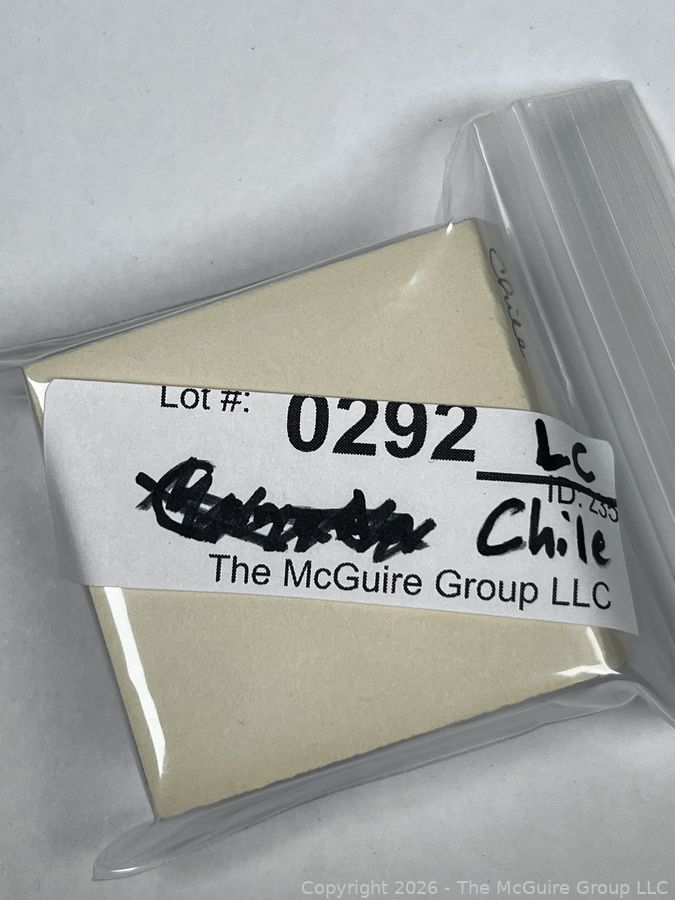 Chile
Lot #: 0292
LC
ID: 235
Chile
The McGuire Group LLC
Copyright 2026 - The McGuire Group LLC